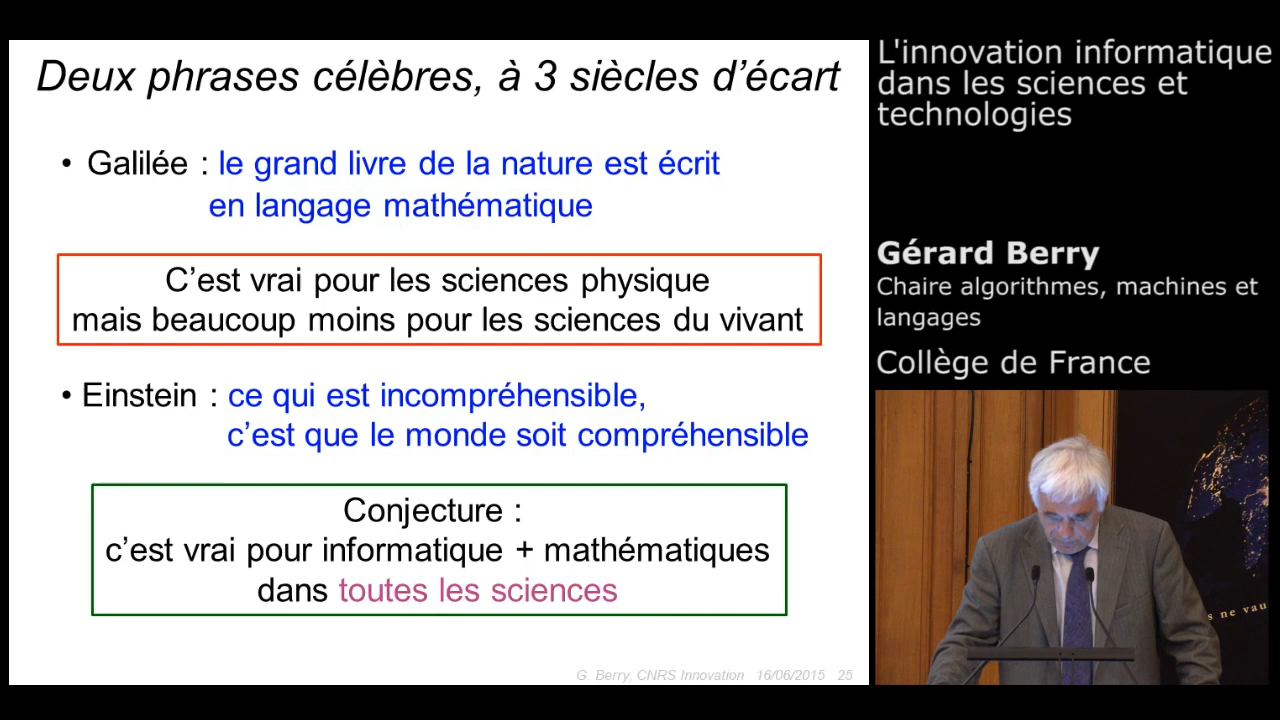 Deux phrases célèbres, à 3 siècles d’écart
• Galilée : le grand livre de la nature est écrit
en langage mathématique
C’est vrai pour les sciences physique
mais beaucoup moins pour les sciences du vivant
• Einstein : ce qui est incompréhensible,
c’est que le monde soit compréhensible
Conjecture :
c’est vrai pour informatique + mathématiques
dans toutes les sciences
G. Berry, CNRS Innovation 16/06/2015 25
L'innovation informatique
dans les sciences et
technologies
Gérard Berry
Chaire algorithmes, machines et
langages
Collège de France
s ne vau